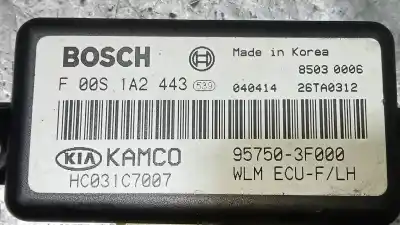 BOSCH Made in Korea
8503 0006
F 00S 1A2 443 539 040414 26TA0312
KIA KAMCO 95750-3F000
HC031C7007 WLM ECU-F/LH